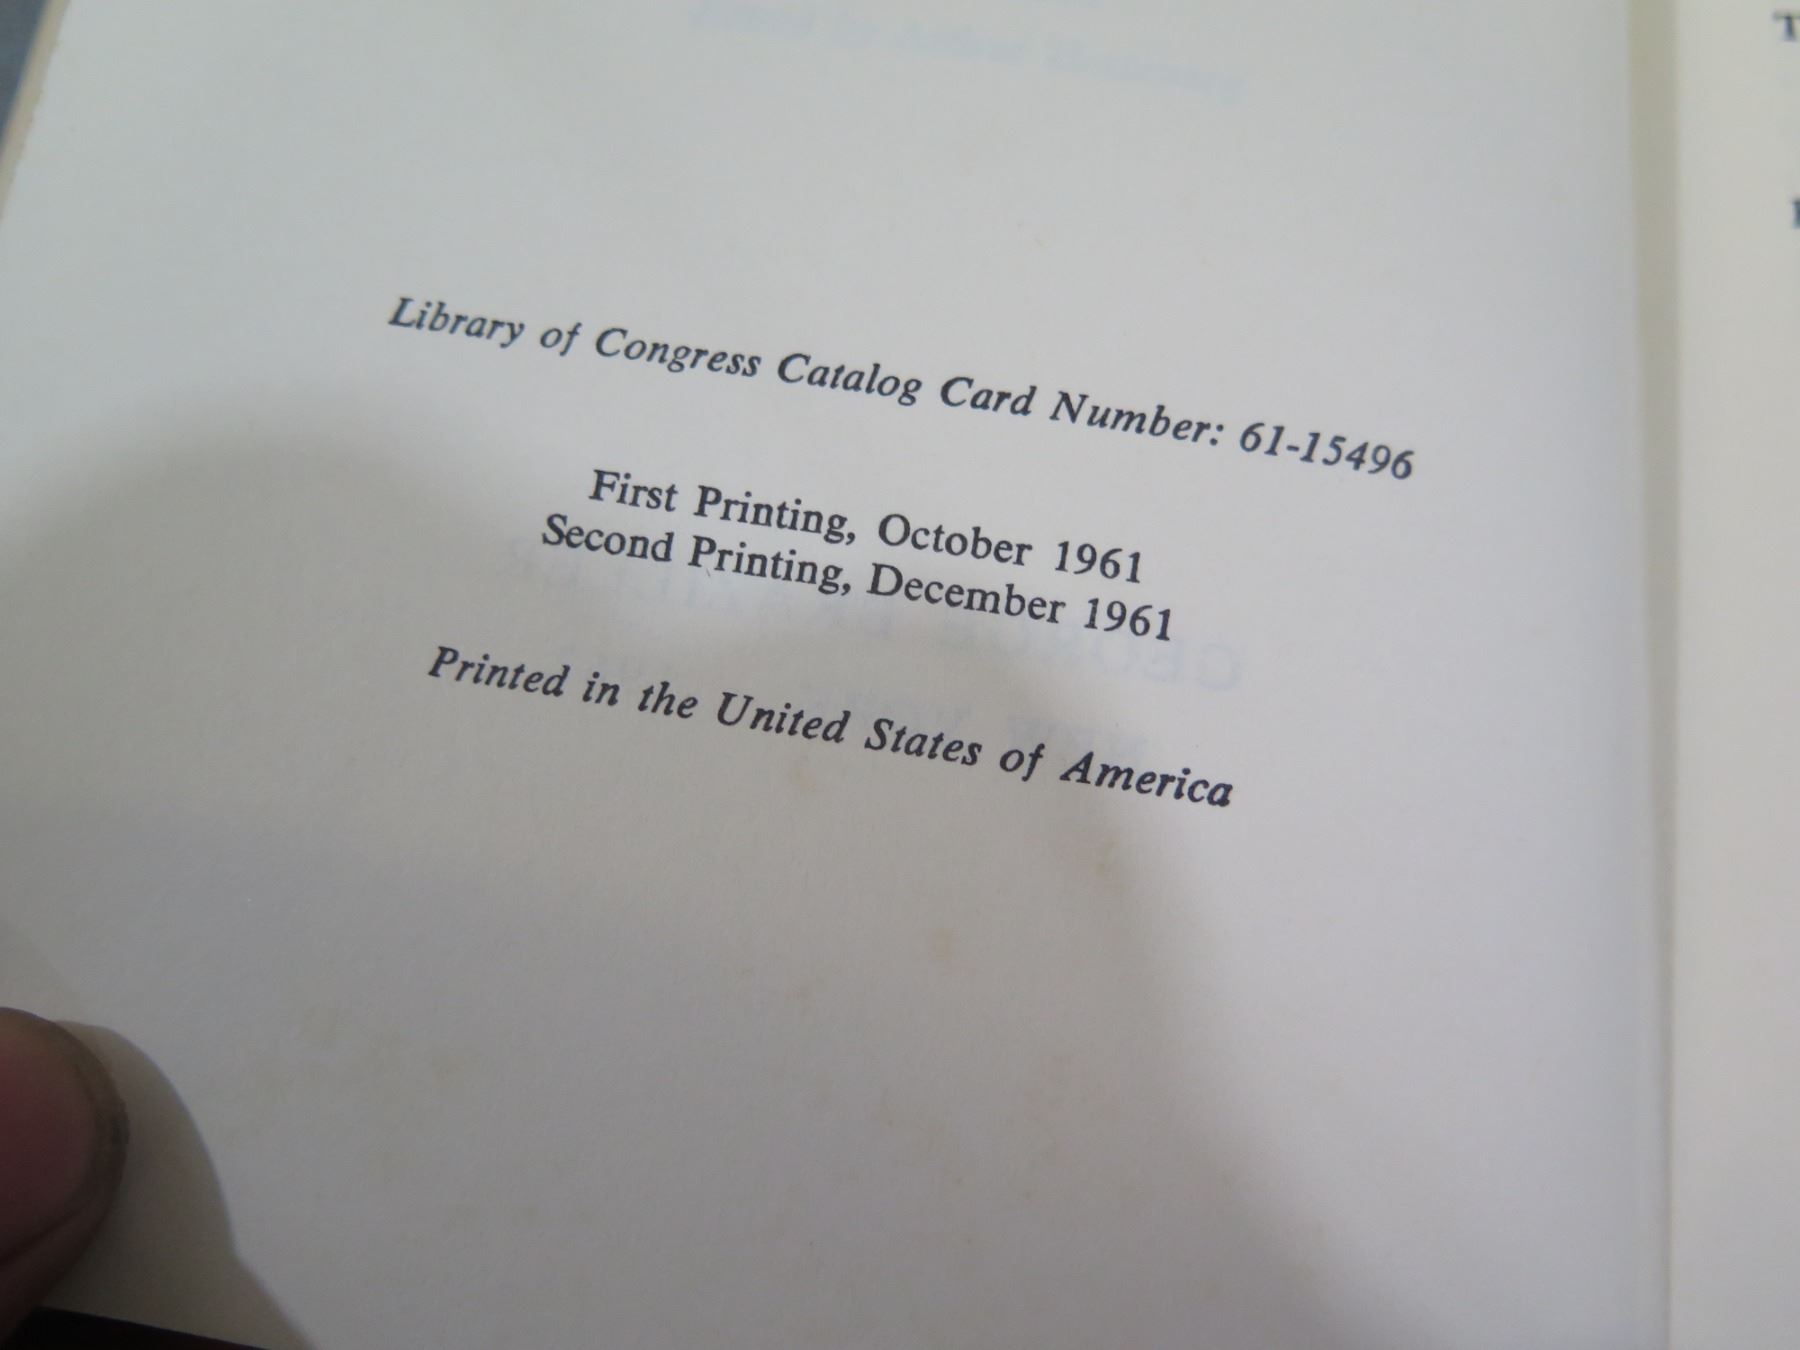 Library of Congress Catalog Card Number: 61-15496
First Printing, October 1961
Second Printing, December 1961
Printed in the United States of America